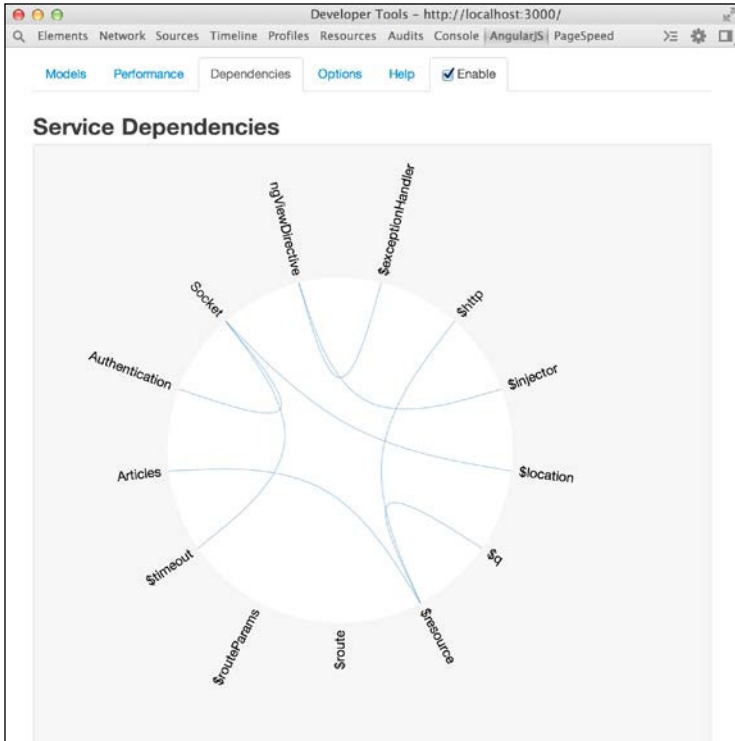 Developer Tools - http://localhost:3000/
Elements Network Sources Timeline Profiles Resources Audits Console AngularJS PageSpeed
Models Performance Dependencies Options Help Enable
Service Dependencies
ngViewDirective
$exceptionHandler
$http
$injector
$location
$q
$resource
$route
$routeParams
$timeout
Articles
Authentication
Socket